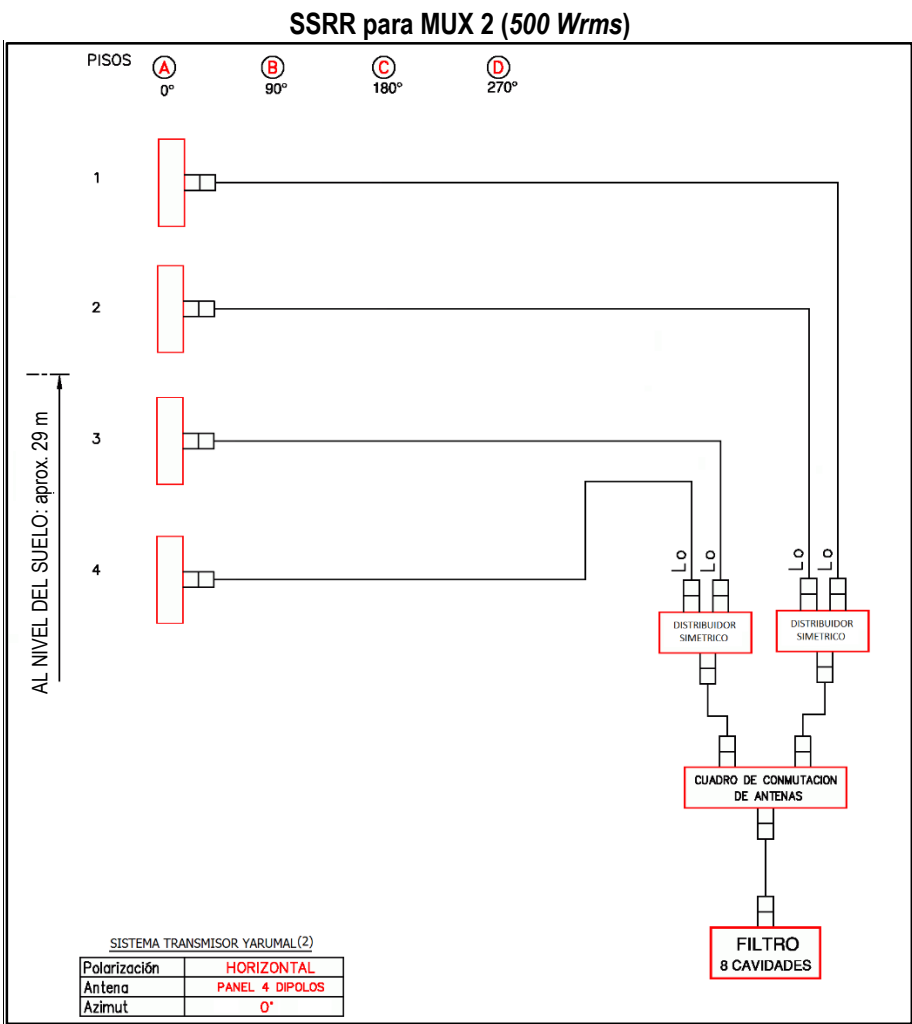 SSRR para MUX 2 (500 Wrms)
PISOS
A
B
C
D
0°
90°
180°
270°
1
2
3
4
AL NIVEL DEL SUELO: aprox. 29 m
Lo
Lo
Lo
Lo
DISTRIBUIDOR
SIMETRICO
DISTRIBUIDOR
SIMETRICO
CUADRO DE CONMUTACION
DE ANTENAS
FILTRO
8 CAVIDADES
SISTEMA TRANSMISOR YARUMAL(2)
Polarización HORIZONTAL
Antena PANEL 4 DIPOLOS
Azimut 0°